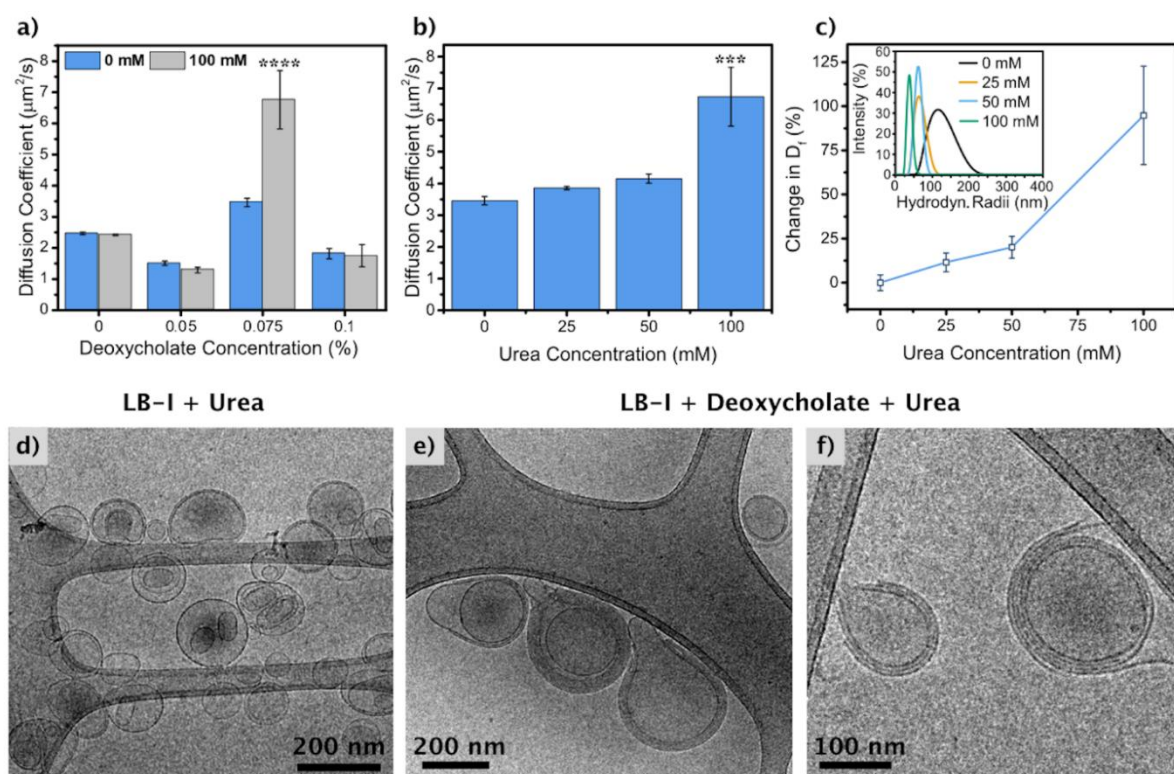 a)
0 mM
100 mM
****
Diffusion Coefficient (μm²/s)
8
7
6
5
4
3
2
1
0
0 0.05 0.075 0.1
Deoxycholate Concentration (%)
b)
***
Diffusion Coefficient (μm²/s)
8
7
6
5
4
3
2
1
0
0 25 50 100
Urea Concentration (mM)
c)
Change in Df (%)
125
100
75
50
25
0
0 25 50 75 100
Urea Concentration (mM)
Intensity (%)
60
50
40
30
20
10
0
0 100 200 300 400
Hydrodyn. Radii (nm)
0 mM
25 mM
50 mM
100 mM
LB-I + Urea
LB-I + Deoxycholate + Urea
d)
200 nm
e)
200 nm
f)
100 nm